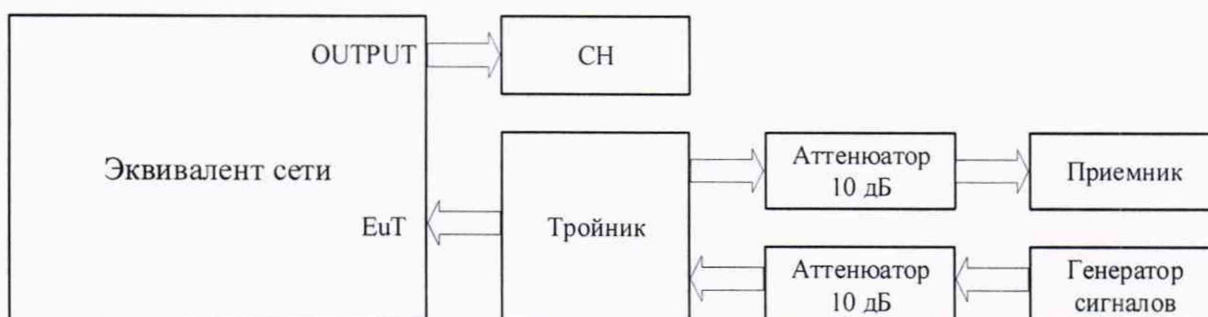 OUTPUT
СН
Эквивалент сети
EuT
Тройник
Аттенюатор
10 дБ
Приемник
Аттенюатор
10 дБ
Генератор
сигналов